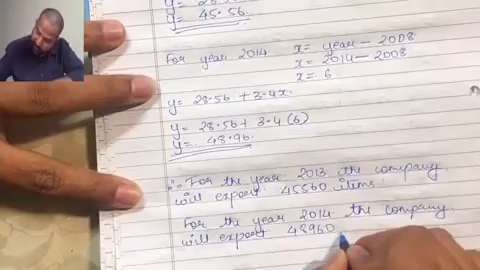 y= 45.56.
For year 2014 x= year - 2008
x= 2014 - 2008
x= 6
y= 28.56 + 3.4x.
y= 28.56 + 3.4 (6)
y= 48.96.
∴ For the year 2013 the company
will export 45560 items.
For the year 2014 the company
will export 48960